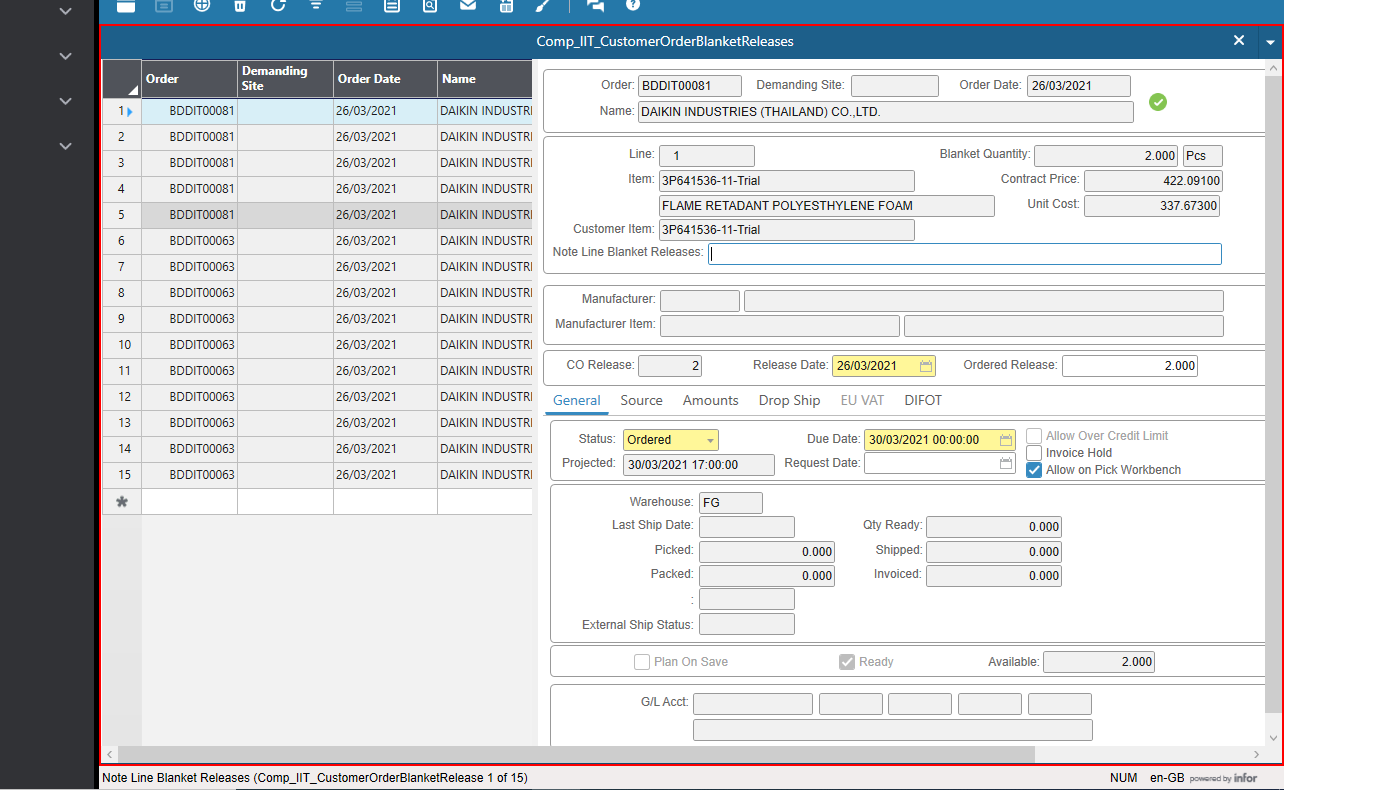 Comp_IIT_CustomerOrderBlanketReleases
Order Demanding Site Order Date Name
1 BDDIT00081 26/03/2021 DAIKIN INDUSTRI
2 BDDIT00081 26/03/2021 DAIKIN INDUSTRI
3 BDDIT00081 26/03/2021 DAIKIN INDUSTRI
4 BDDIT00081 26/03/2021 DAIKIN INDUSTRI
5 BDDIT00081 26/03/2021 DAIKIN INDUSTRI
6 BDDIT00063 26/03/2021 DAIKIN INDUSTRI
7 BDDIT00063 26/03/2021 DAIKIN INDUSTRI
8 BDDIT00063 26/03/2021 DAIKIN INDUSTRI
9 BDDIT00063 26/03/2021 DAIKIN INDUSTRI
10 BDDIT00063 26/03/2021 DAIKIN INDUSTRI
11 BDDIT00063 26/03/2021 DAIKIN INDUSTRI
12 BDDIT00063 26/03/2021 DAIKIN INDUSTRI
13 BDDIT00063 26/03/2021 DAIKIN INDUSTRI
14 BDDIT00063 26/03/2021 DAIKIN INDUSTRI
15 BDDIT00063 26/03/2021 DAIKIN INDUSTRI
Order: BDDIT00081 Demanding Site: Order Date: 26/03/2021
Name: DAIKIN INDUSTRIES (THAILAND) CO.,LTD.
Line: 1 Blanket Quantity: 2.000 Pcs
Item: 3P641536-11-Trial Contract Price: 422.09100
FLAME RETADANT POLYESTHYLENE FOAM Unit Cost: 337.67300
Customer Item: 3P641536-11-Trial
Note Line Blanket Releases:
Manufacturer:
Manufacturer Item:
CO Release: 2 Release Date: 26/03/2021 Ordered Release: 2.000
General Source Amounts Drop Ship EU VAT DIFOT
Status: Ordered Due Date: 30/03/2021 00:00:00 Allow Over Credit Limit
Invoice Hold
Projected: 30/03/2021 17:00:00 Request Date: Allow on Pick Workbench
Warehouse: FG
Last Ship Date: Qty Ready: 0.000
Picked: 0.000 Shipped: 0.000
Packed: 0.000 Invoiced: 0.000
:
External Ship Status:
Plan On Save Ready Available: 2.000
G/L Acct:
Note Line Blanket Releases (Comp_IIT_CustomerOrderBlanketRelease 1 of 15) NUM en-GB powered by infor